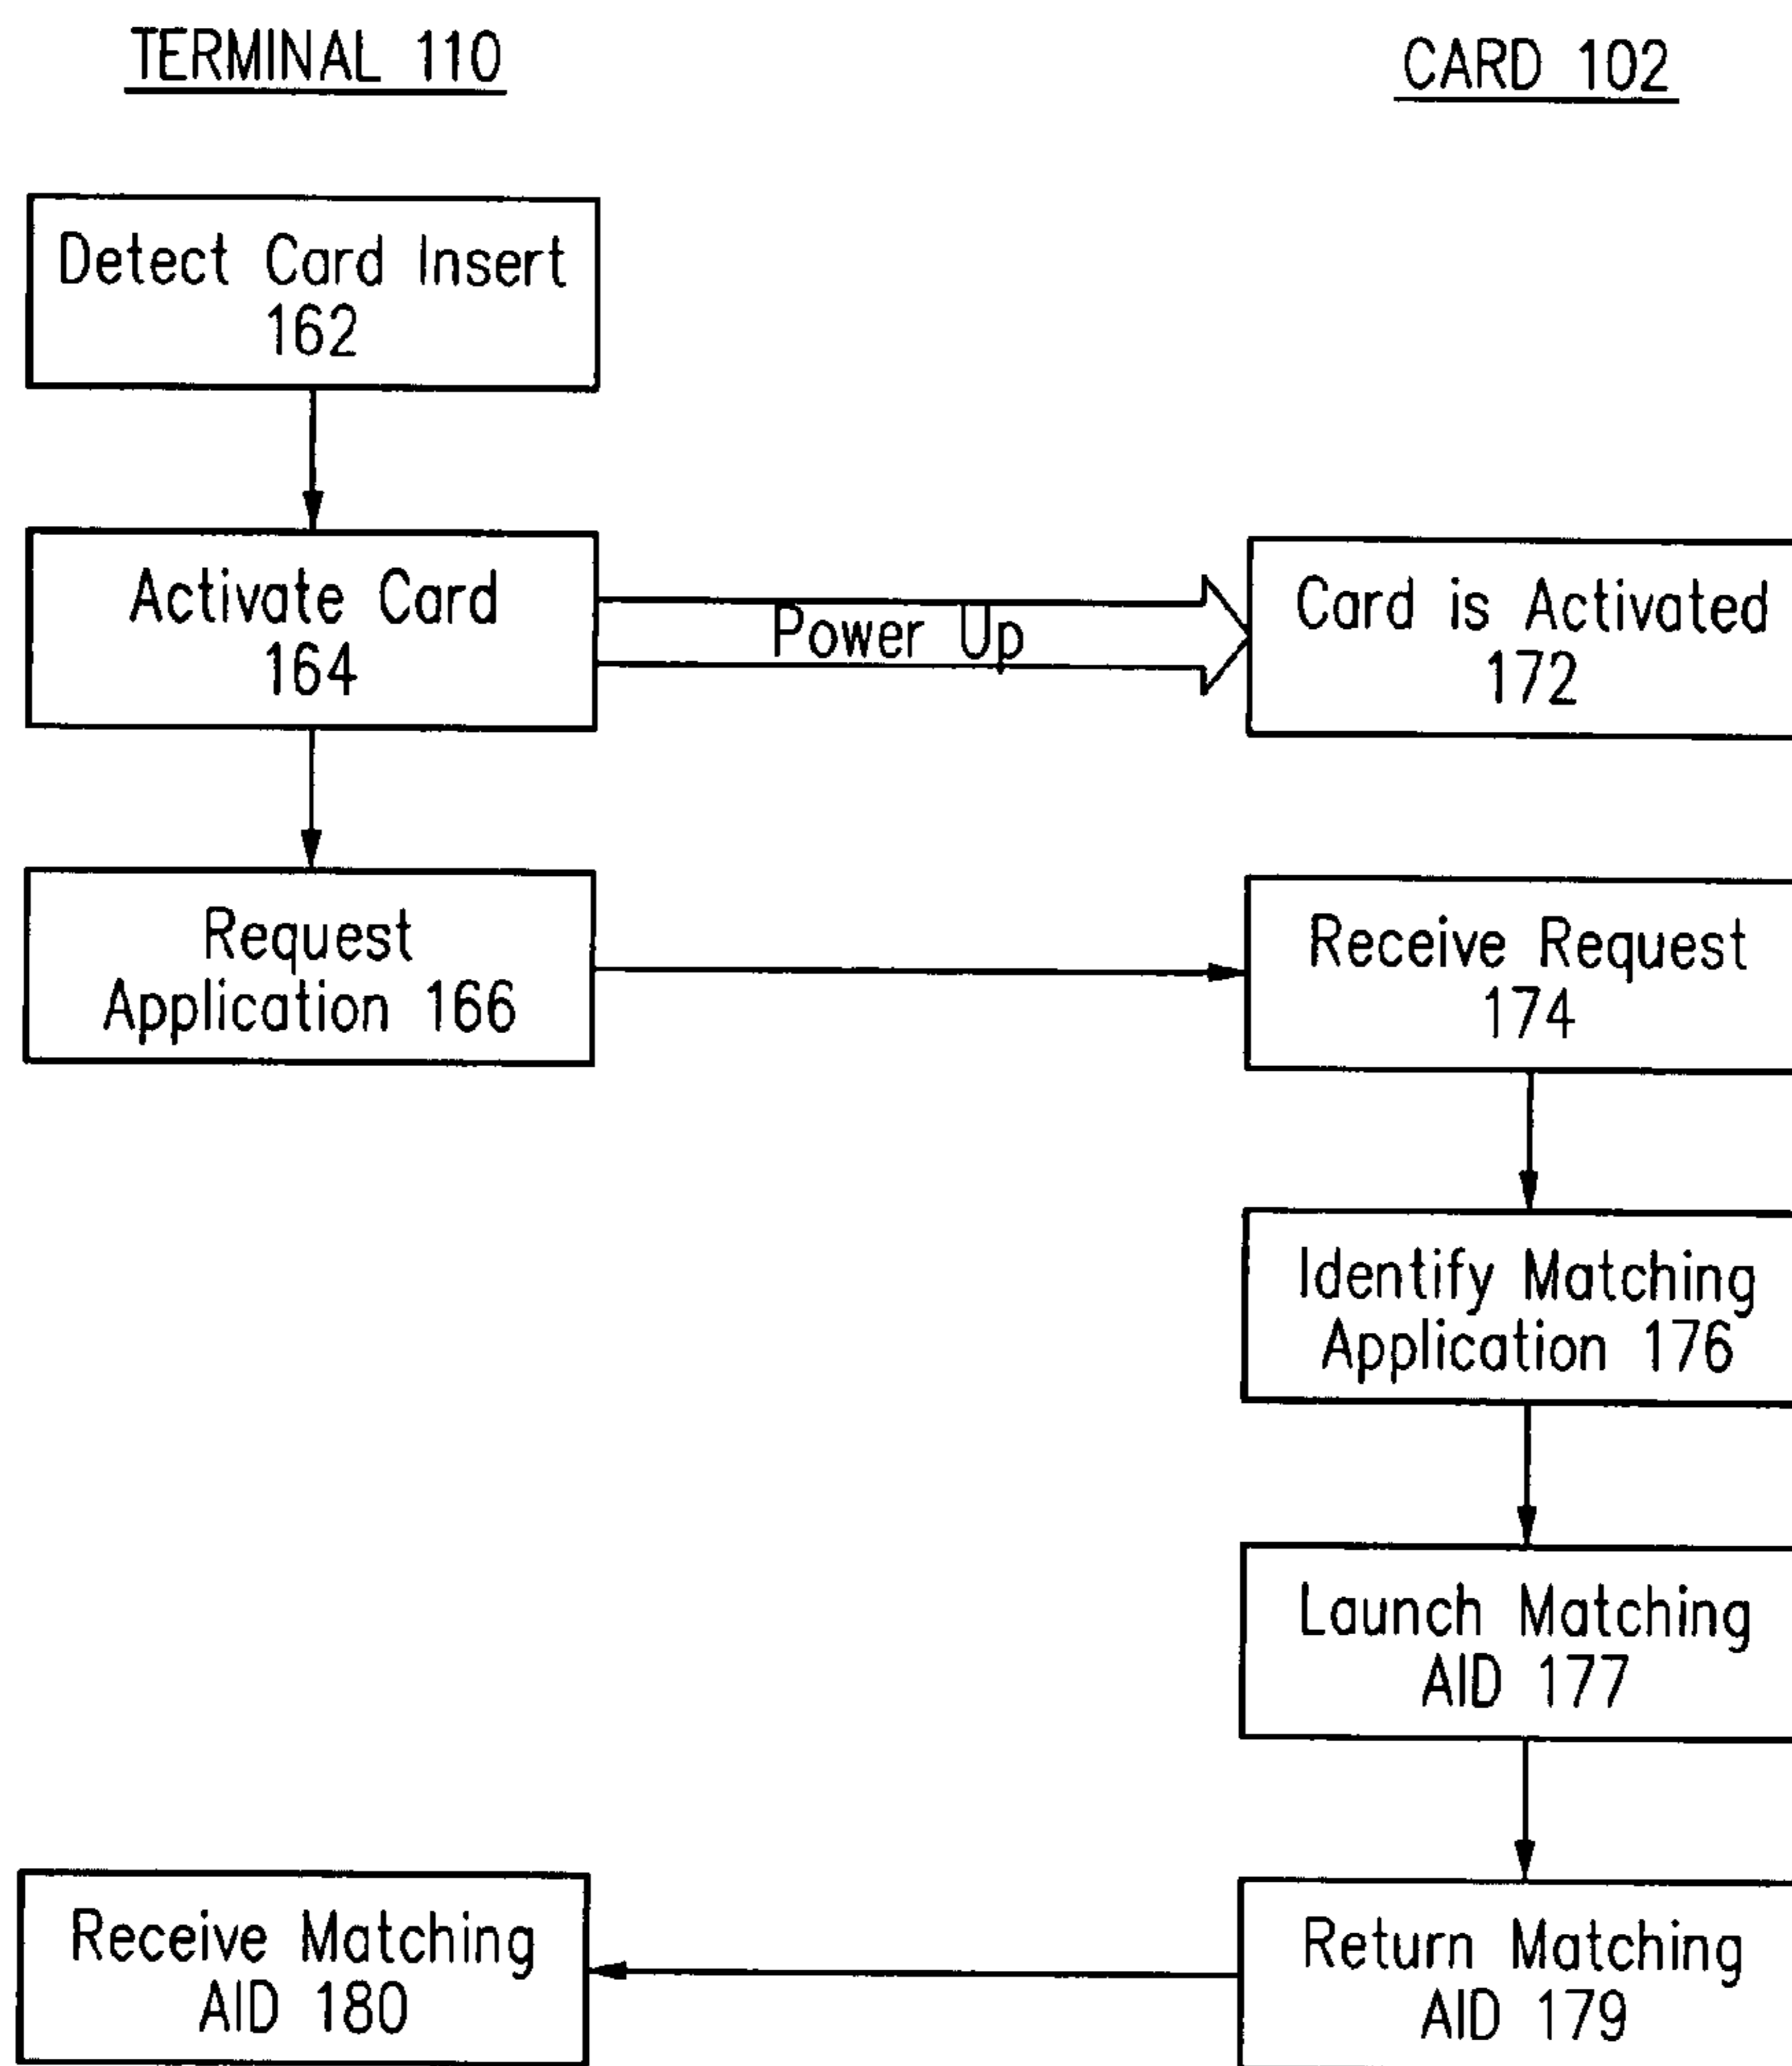 TERMINAL 110
CARD 102
Detect Card Insert
162
Activate Card
164
Power Up
Card is Activated
172
Request
Application 166
Receive Request
174
Identify Matching
Application 176
Launch Matching
AID 177
Receive Matching
AID 180
Return Matching
AID 179